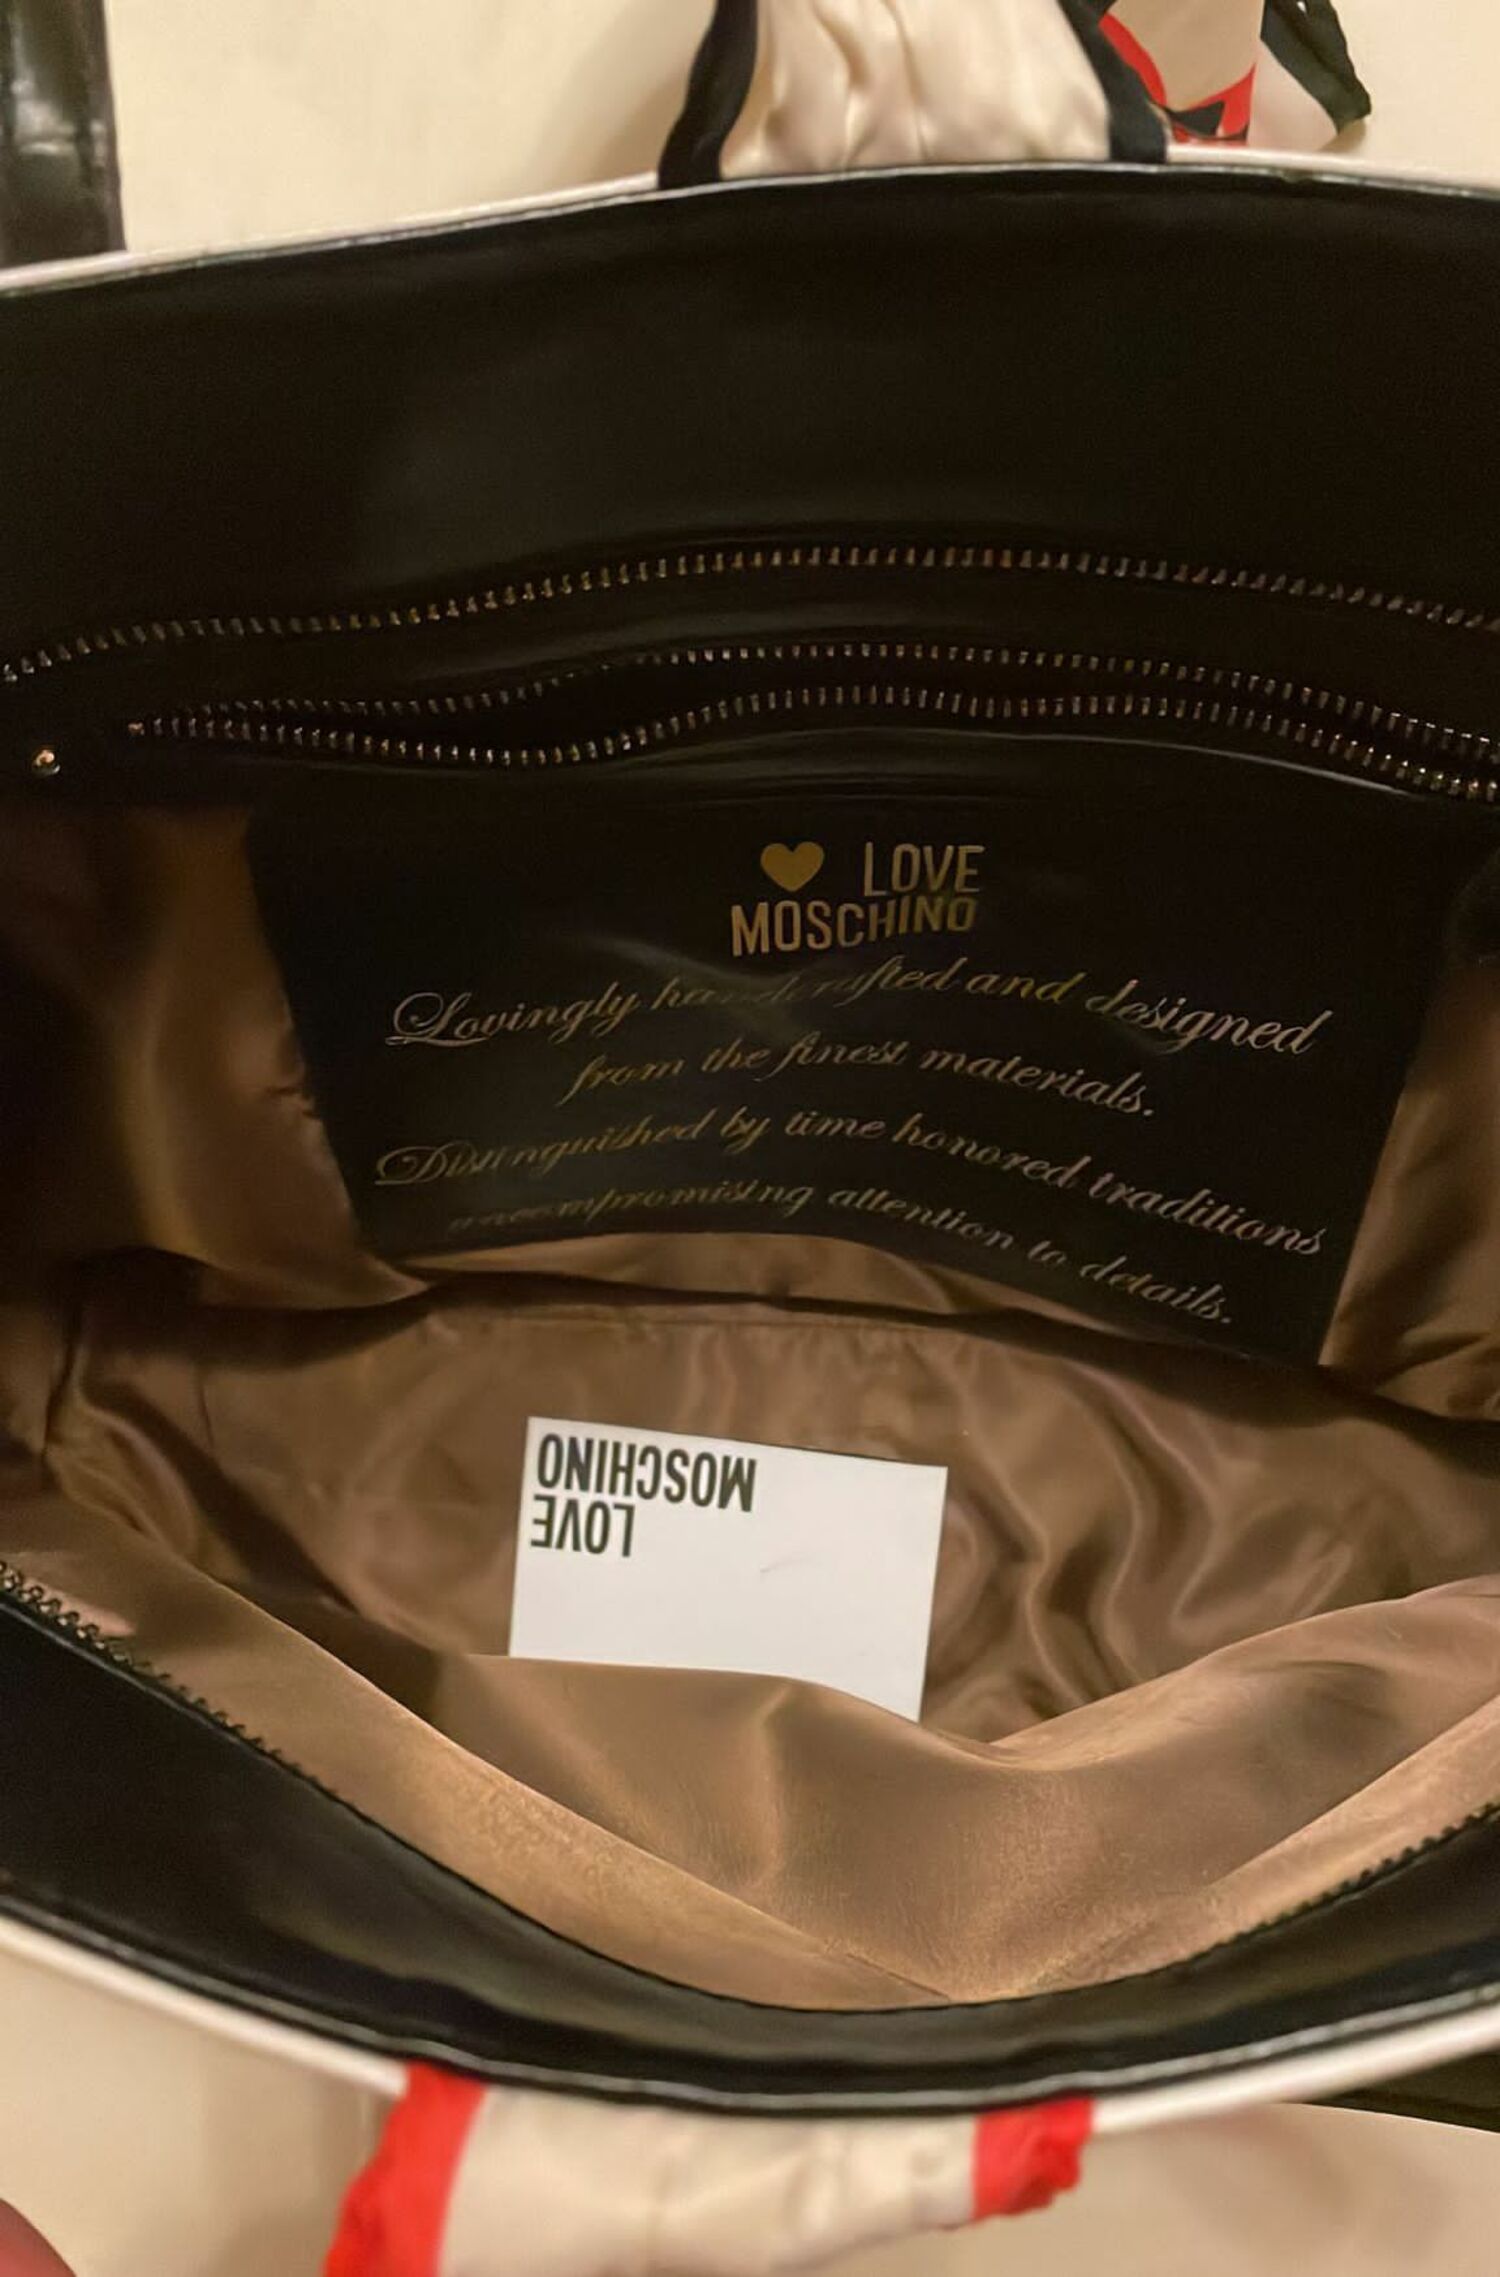 LOVE
MOSCHINO
Lovingly handcrafted and designed
from the finest materials.
Distinguished by time honored traditions
uncompromising attention to details.
LOVE
MOSCHINO